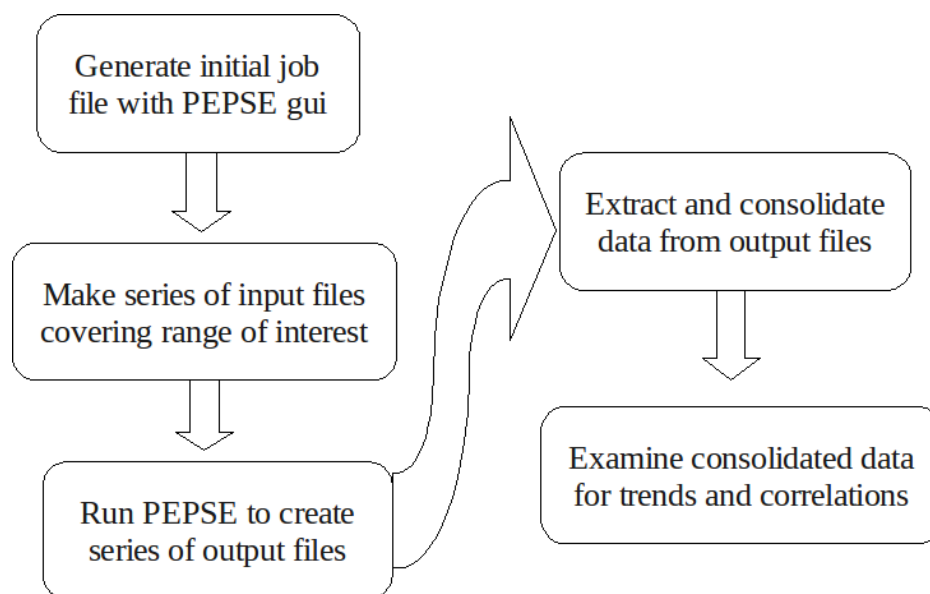 Generate initial job
file with PEPSE gui
Make series of input files
covering range of interest
Run PEPSE to create
series of output files
Extract and consolidate
data from output files
Examine consolidated data
for trends and correlations